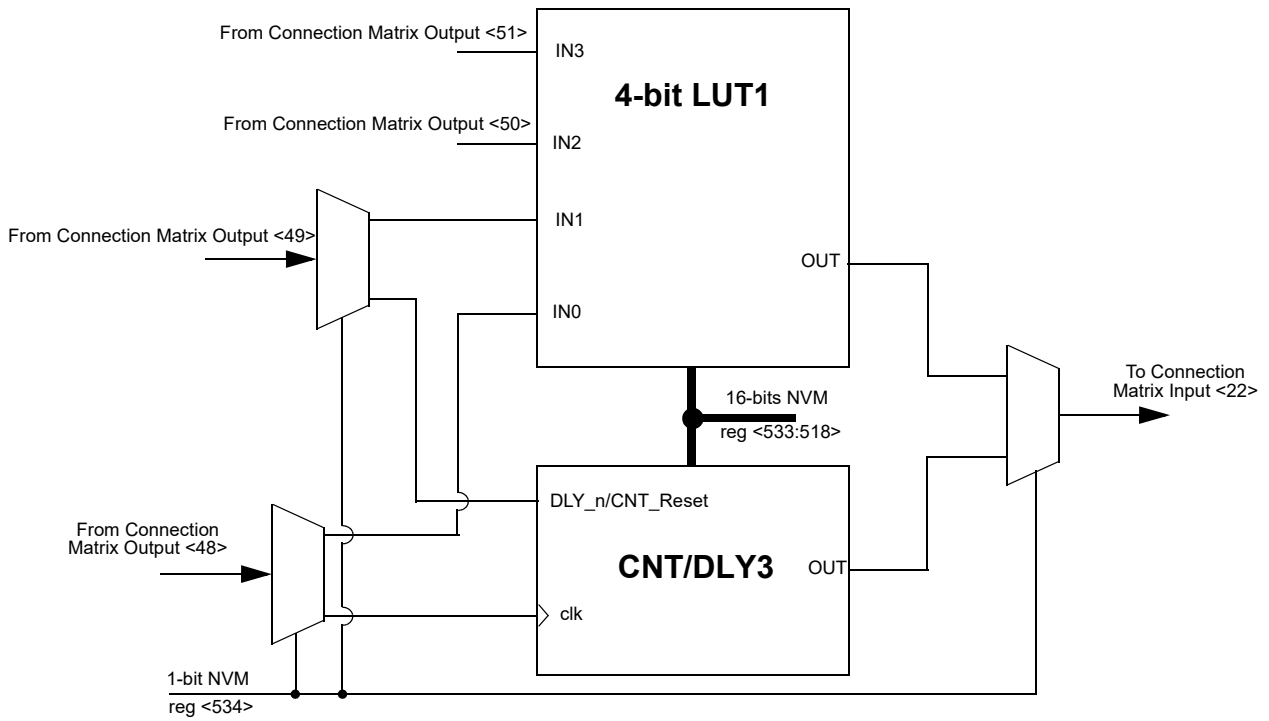 From Connection Matrix Output <51>
IN3
4-bit LUT1
From Connection Matrix Output <50>
IN2
IN1
From Connection Matrix Output <49>
OUT
IN0
To Connection
Matrix Input <22>
16-bits NVM
reg <533:518>
DLY_n/CNT_Reset
From Connection
Matrix Output <48>
CNT/DLY3
OUT
clk
1-bit NVM
reg <534>